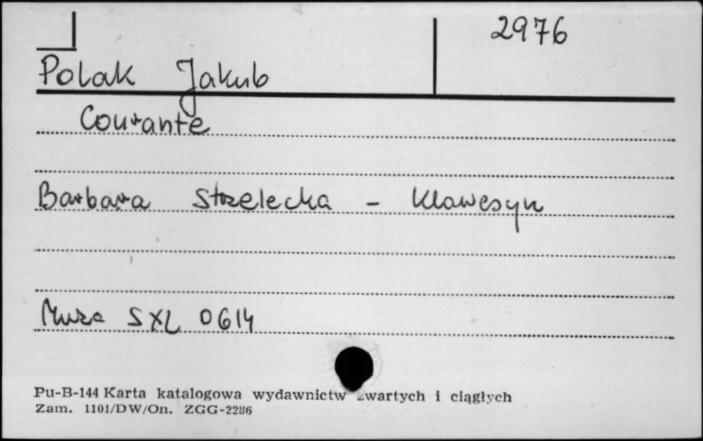 2976
Polak Jakub
Courante
Barbara Strzelecka - Klawesyn
Muza SXL 0614
Pu-B-144 Karta katalogowa wydawnictw zwartych i ciągłych
Zam. 1101/DW/On. ZGG-2286